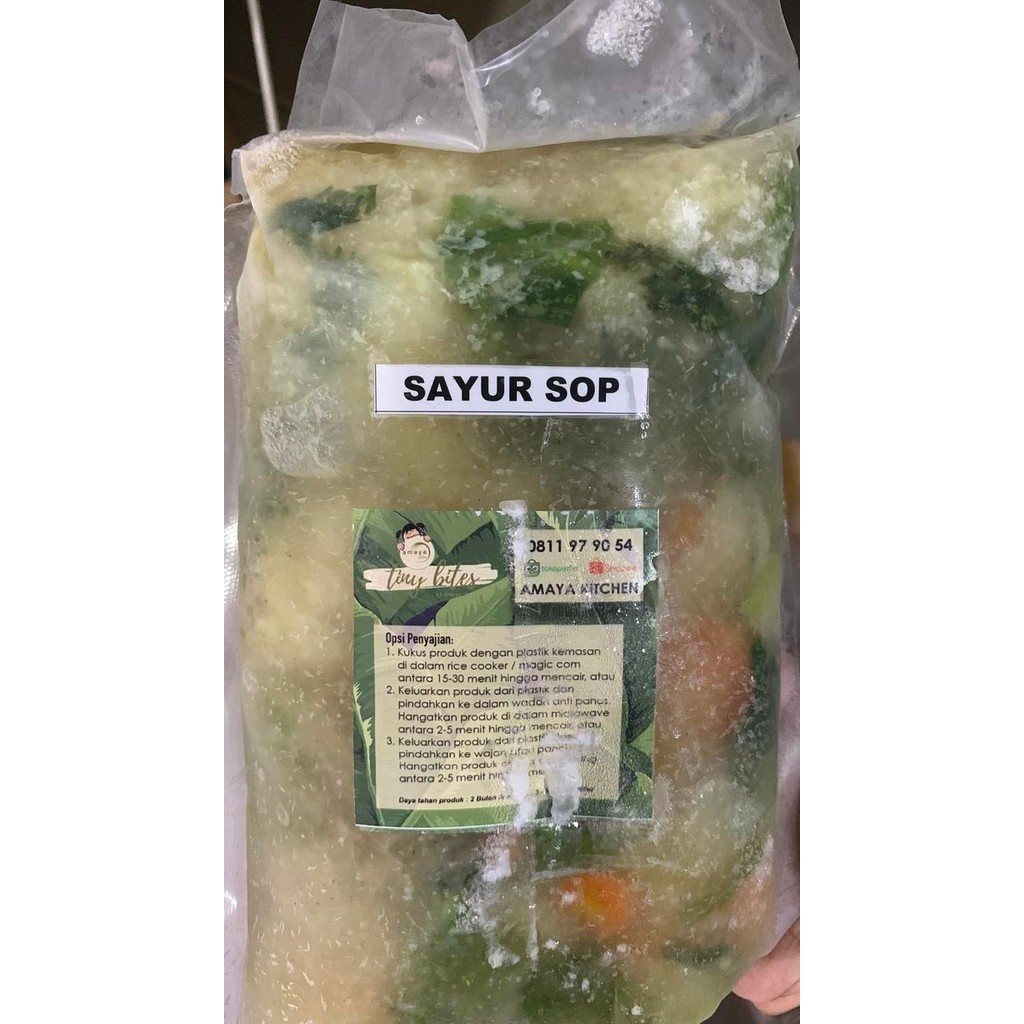 SAYUR SOP
amaya
tiny bites
0811 97 90 54
tokopedia Shopee
AMAYA KITCHEN
Opsi Penyajian:
1. Kukus produk dengan plastik kemasan
di dalam rice cooker / magic com
antara 15-30 menit hingga mencair, atau
2. Keluarkan produk dari plastik dan
pindahkan ke dalam wadah anti panas.
Hangatkan produk di dalam microwave
antara 2-5 menit hingga mencair, atau
3. Keluarkan produk dari plastik
pindahkan ke wajan atau
Hangatkan produk
antara 2-5 menit
Daya tahan produk : 2 Bulan